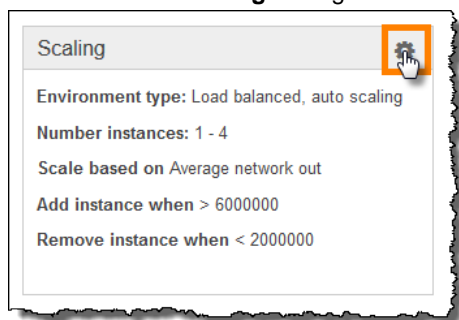 Scaling
Environment type: Load balanced, auto scaling
Number instances: 1 - 4
Scale based on Average network out
Add instance when > 6000000
Remove instance when < 2000000